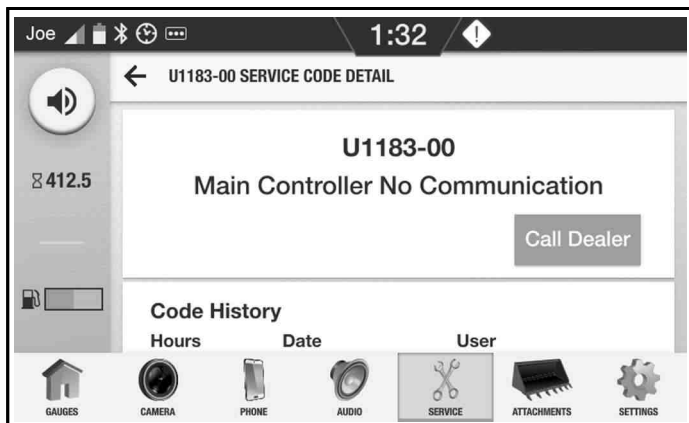 Joe 1:32
U1183-00 SERVICE CODE DETAIL
U1183-00
412.5 Main Controller No Communication
Call Dealer
Code History
Hours Date User
GAUGES CAMERA PHONE AUDIO SERVICE ATTACHMENTS SETTINGS